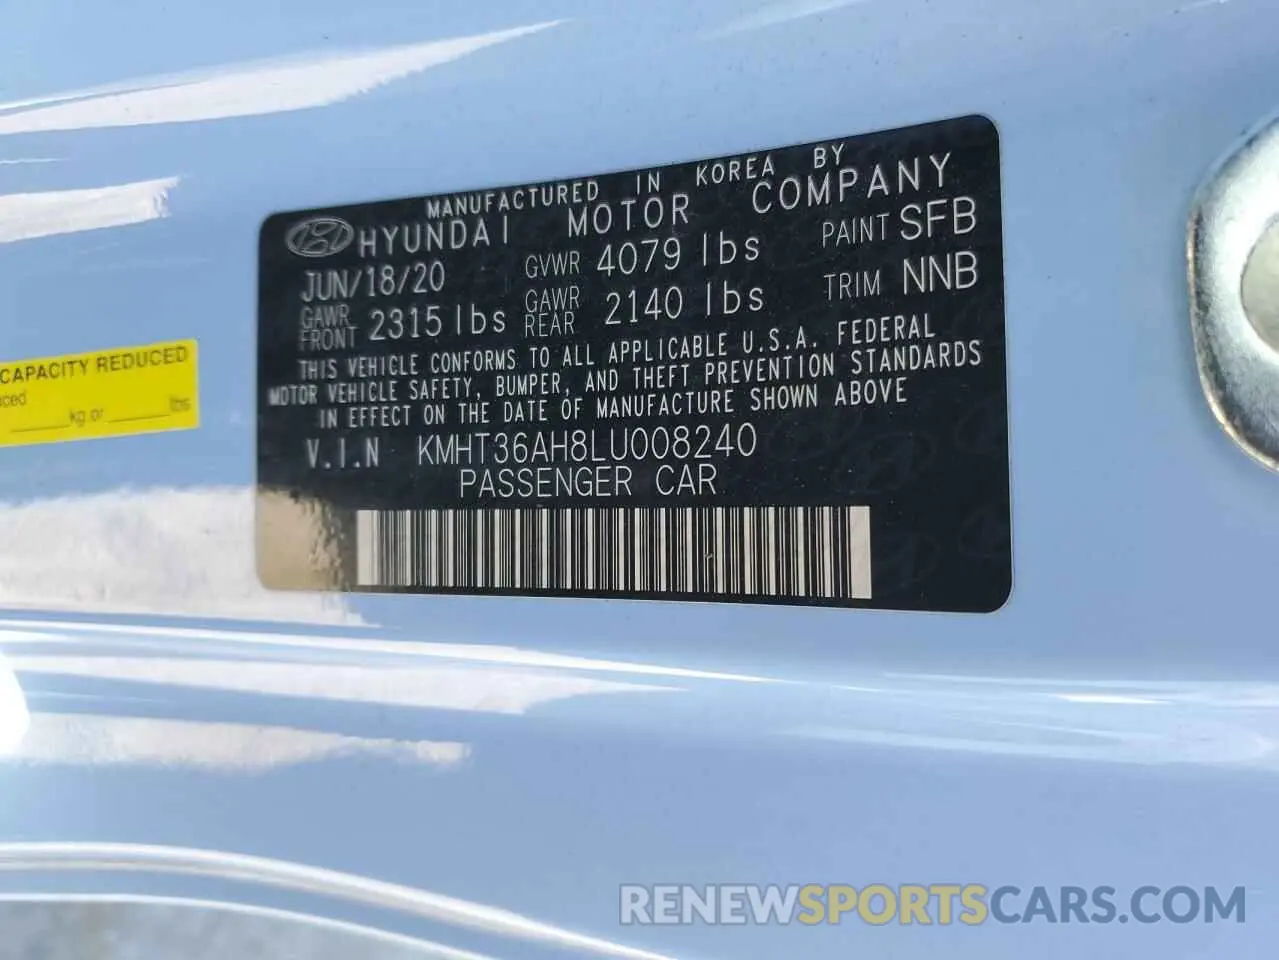 MANUFACTURED IN KOREA BY
HYUNDAI MOTOR COMPANY
JUN/18/20 GVWR 4079 lbs PAINT SFB
GAWR FRONT 2315 lbs GAWR REAR 2140 lbs TRIM NNB
THIS VEHICLE CONFORMS TO ALL APPLICABLE U.S.A. FEDERAL
MOTOR VEHICLE SAFETY, BUMPER, AND THEFT PREVENTION STANDARDS
IN EFFECT ON THE DATE OF MANUFACTURE SHOWN ABOVE
V.I.N KMHT36AH8LU008240
PASSENGER CAR
CAPACITY REDUCED
uced
______kg or ______lbs
RENEWSPORTSCARS.COM